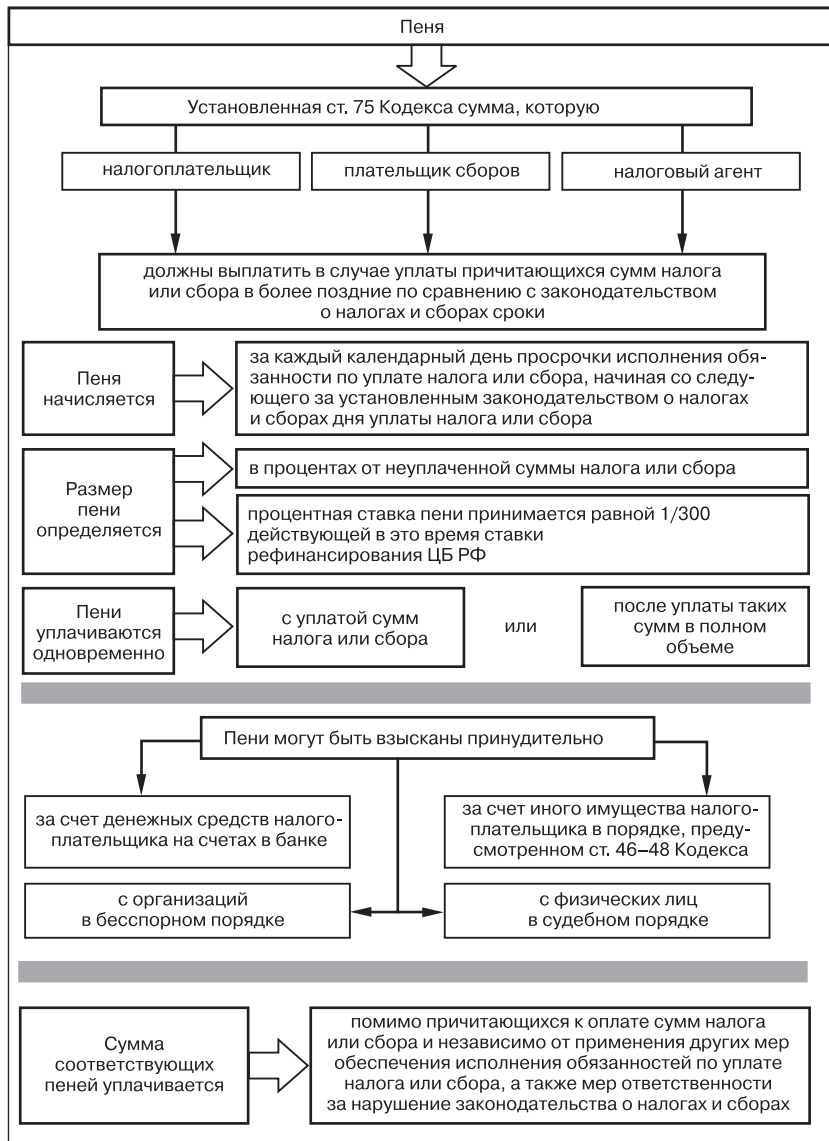 Пеня
Установленная ст. 75 Кодекса сумма, которую
налогоплательщик
плательщик сборов
налоговый агент
должны выплатить в случае уплаты причитающихся сумм налога
или сбора в более поздние по сравнению с законодательством
о налогах и сборах сроки
Пеня
начисляется
за каждый календарный день просрочки исполнения обя-
занности по уплате налога или сбора, начиная со следу-
ющего за установленным законодательством о налогах
и сборах дня уплаты налога или сбора
Размер
пени
определяется
в процентах от неуплаченной суммы налога или сбора
процентная ставка пени принимается равной 1/300
действующей в это время ставки
рефинансирования ЦБ РФ
Пени
уплачиваются
одновременно
с уплатой сумм
налога или сбора
или
после уплаты таких
сумм в полном
объеме
Пени могут быть взысканы принудительно
за счет денежных средств налого-
плательщика на счетах в банке
за счет иного имущества налого-
плательщика в порядке, преду-
смотренном ст. 46–48 Кодекса
с организаций
в бесспорном порядке
с физических лиц
в судебном порядке
Сумма
соответствующих
пеней уплачивается
помимо причитающихся к оплате сумм налога
или сбора и независимо от применения других мер
обеспечения исполнения обязанностей по уплате
налога или сбора, а также мер ответственности
за нарушение законодательства о налогах и сборах